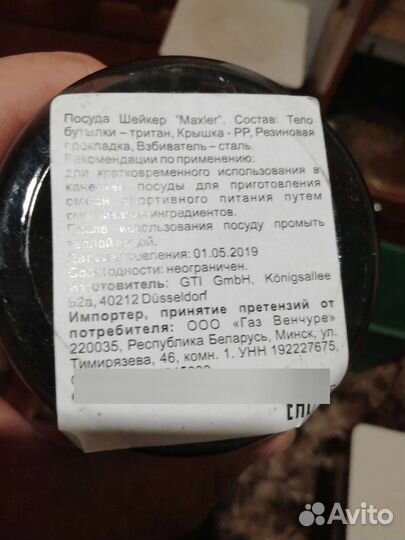 Посуда Шейкер "Maxler". Состав: Тело
бутылки – тритан, Крышка - PP, Резиновая
прокладка, Взбиватель – сталь.
Рекомендации по применению:
для кратковременного использования в
качестве посуды для приготовления
смеси спортивного питания путем
смешивания ингредиентов.
После использования посуду промыть
теплой водой.
Дата изготовления: 01.05.2019
Срок годности: неограничен.
Изготовитель: GTI GmbH, Königsallee
92a, 40212 Düsseldorf
Импортер, принятие претензий от
потребителя: ООО «Газ Венчуре»
220035, Республика Беларусь, Минск, ул.
Тимирязева, 46, комн. 1. УНН 192227675,
EAC
Avito